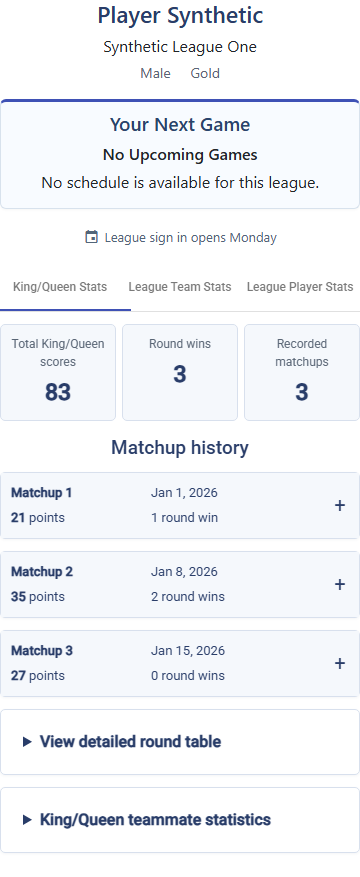 Player Synthetic
Synthetic League One
Male Gold
Your Next Game
No Upcoming Games
No schedule is available for this league.
League sign in opens Monday
King/Queen Stats League Team Stats League Player Stats
Total King/Queen scores
83
Round wins
3
Recorded matchups
3
Matchup history
Matchup 1 Jan 1, 2026
21 points 1 round win
+
Matchup 2 Jan 8, 2026
35 points 2 round wins
+
Matchup 3 Jan 15, 2026
27 points 0 round wins
+
View detailed round table
King/Queen teammate statistics